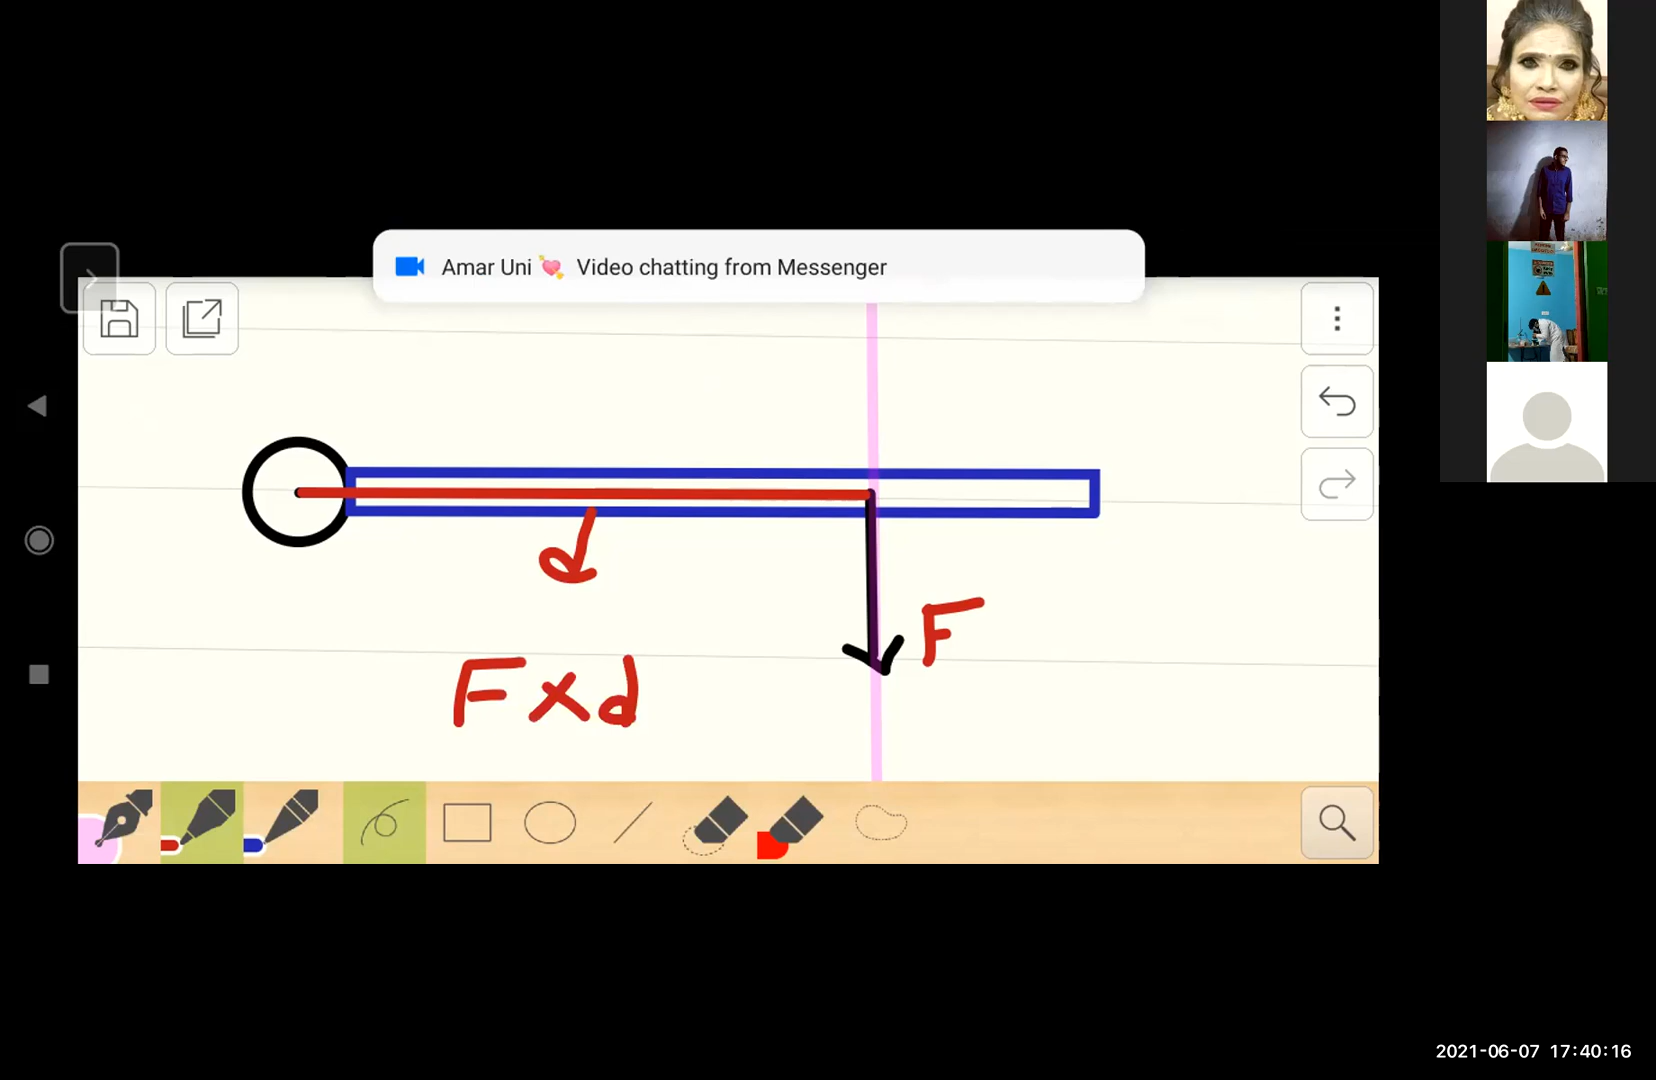 Amar Uni 💘 Video chatting from Messenger
d
F
F x d
2021-06-07 17:40:16